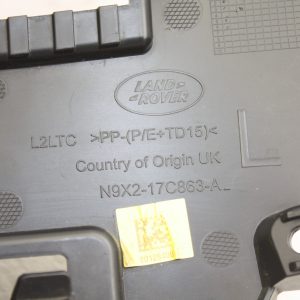 LAND
ROVER
L2LTC >PP-(P/E+TD15)<
Country of Origin UK
L
N9X2-17C863-A